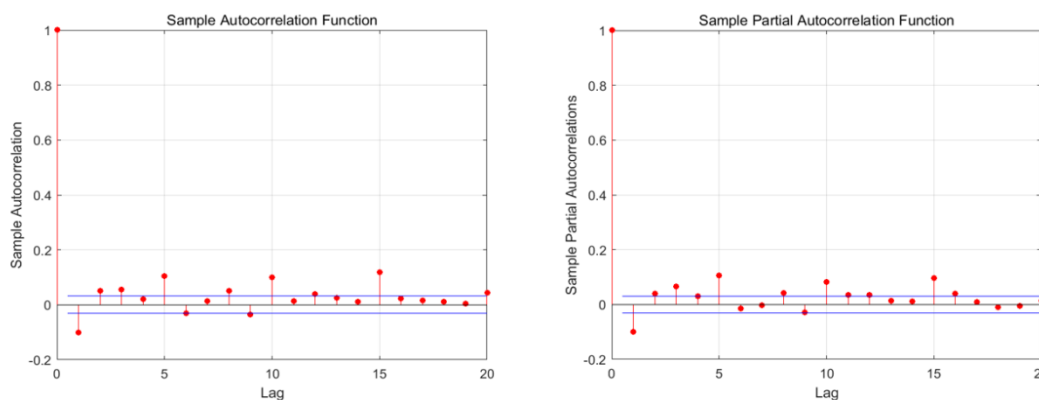 Sample Autocorrelation Function
1
0.8
0.6
0.4
0.2
0
-0.2
Sample Autocorrelation
0 5 10 15 20
Lag
Sample Partial Autocorrelation Function
1
0.8
0.6
0.4
0.2
0
-0.2
Sample Partial Autocorrelations
0 5 10 15
Lag